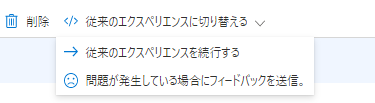 削除 従来のエクスペリエンスに切り替える
従来のエクスペリエンスを続行する
問題が発生している場合にフィードバックを送信。